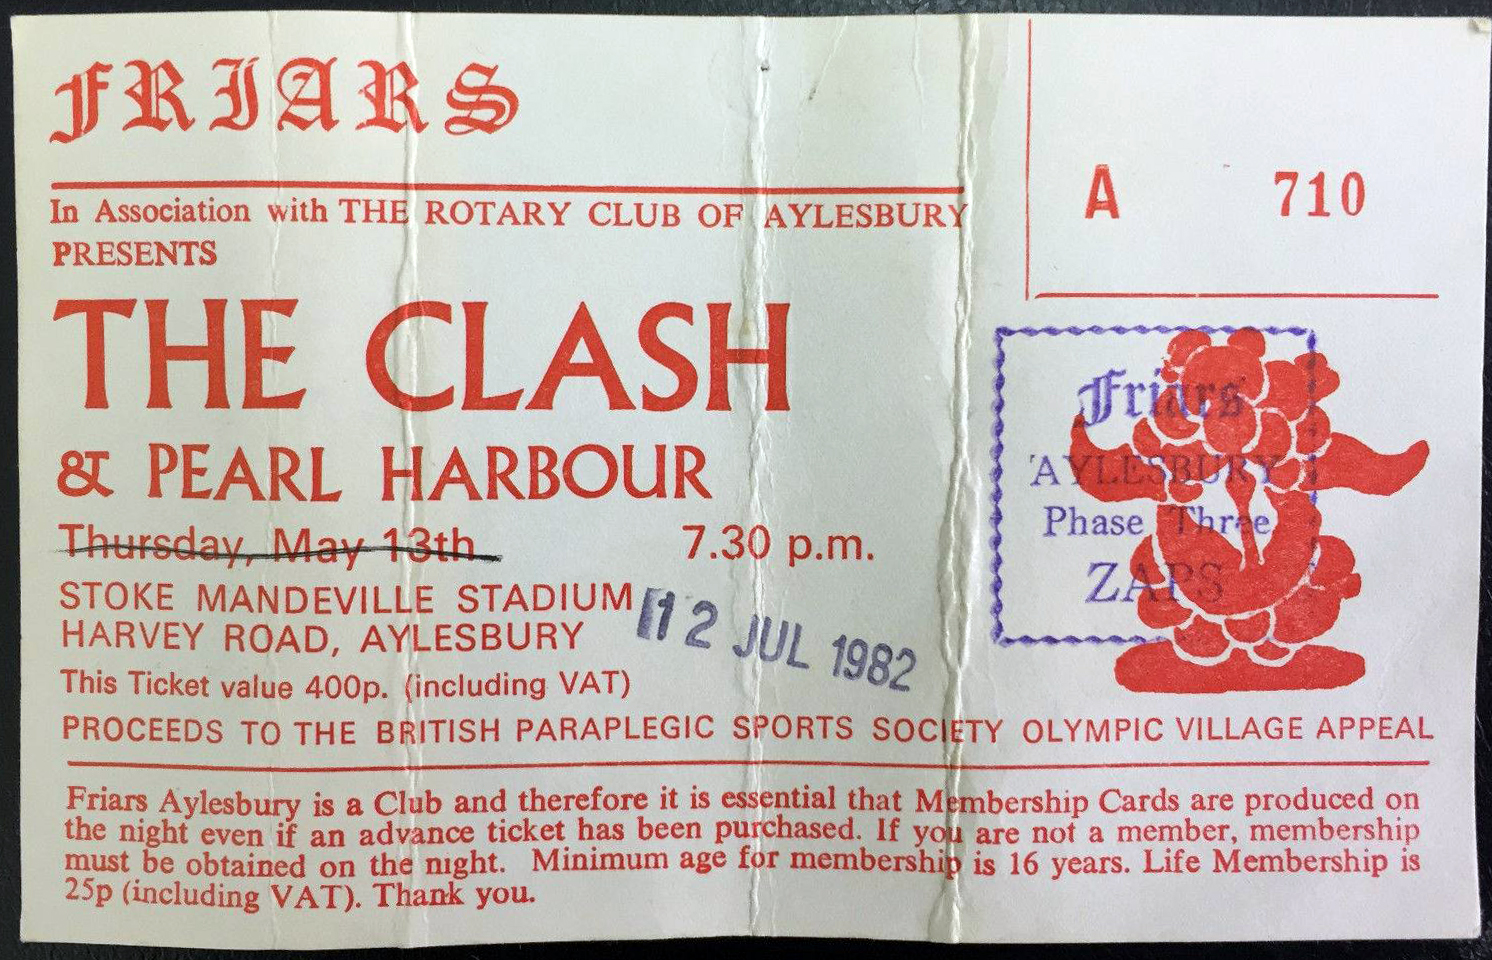 FRIARS
In Association with THE ROTARY CLUB OF AYLESBURY
PRESENTS
A 710
THE CLASH
& PEARL HARBOUR
Thursday, May 13th 7.30 p.m.
STOKE MANDEVILLE STADIUM
HARVEY ROAD, AYLESBURY
12 JUL 1982
This Ticket value 400p. (including VAT)
Friars
AYLESBURY
Phase Three
ZAPS
PROCEEDS TO THE BRITISH PARAPLEGIC SPORTS SOCIETY OLYMPIC VILLAGE APPEAL
Friars Aylesbury is a Club and therefore it is essential that Membership Cards are produced on
the night even if an advance ticket has been purchased. If you are not a member, membership
must be obtained on the night. Minimum age for membership is 16 years. Life Membership is
25p (including VAT). Thank you.